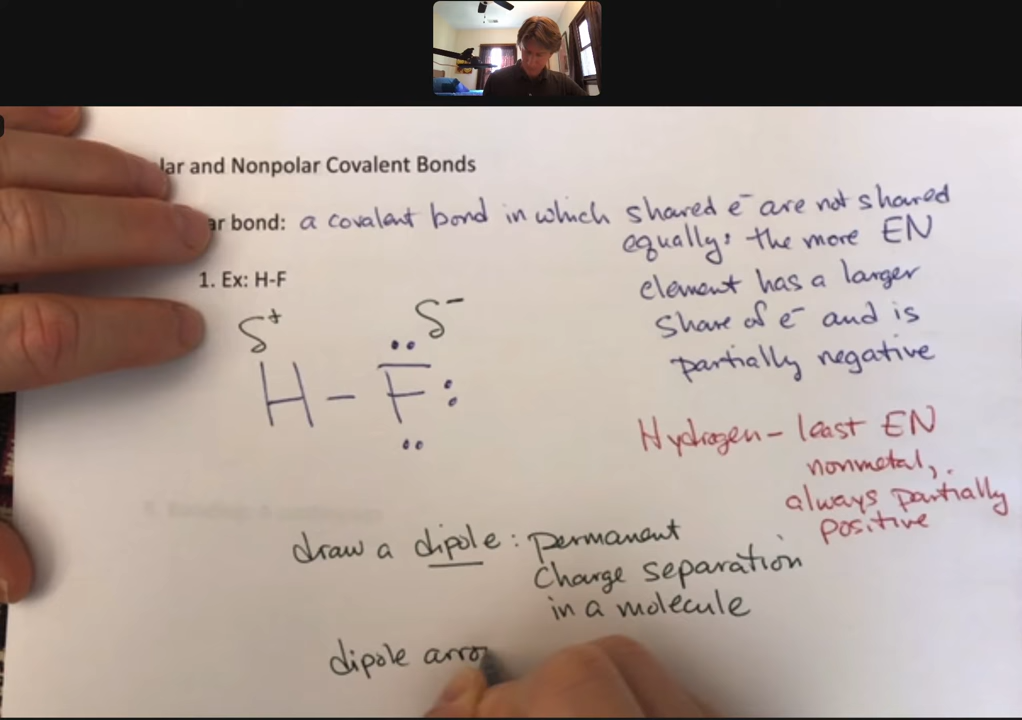 lar and Nonpolar Covalent Bonds
ar bond: a covalent bond in which shared e⁻ are not shared
equally: the more EN
element has a larger
share of e⁻ and is
partially negative
1. Ex: H-F
δ⁺ δ⁻
H – F
Hydrogen – least EN
nonmetal,
always partially
positive
draw a dipole: permanent
charge separation
in a molecule
dipole arro